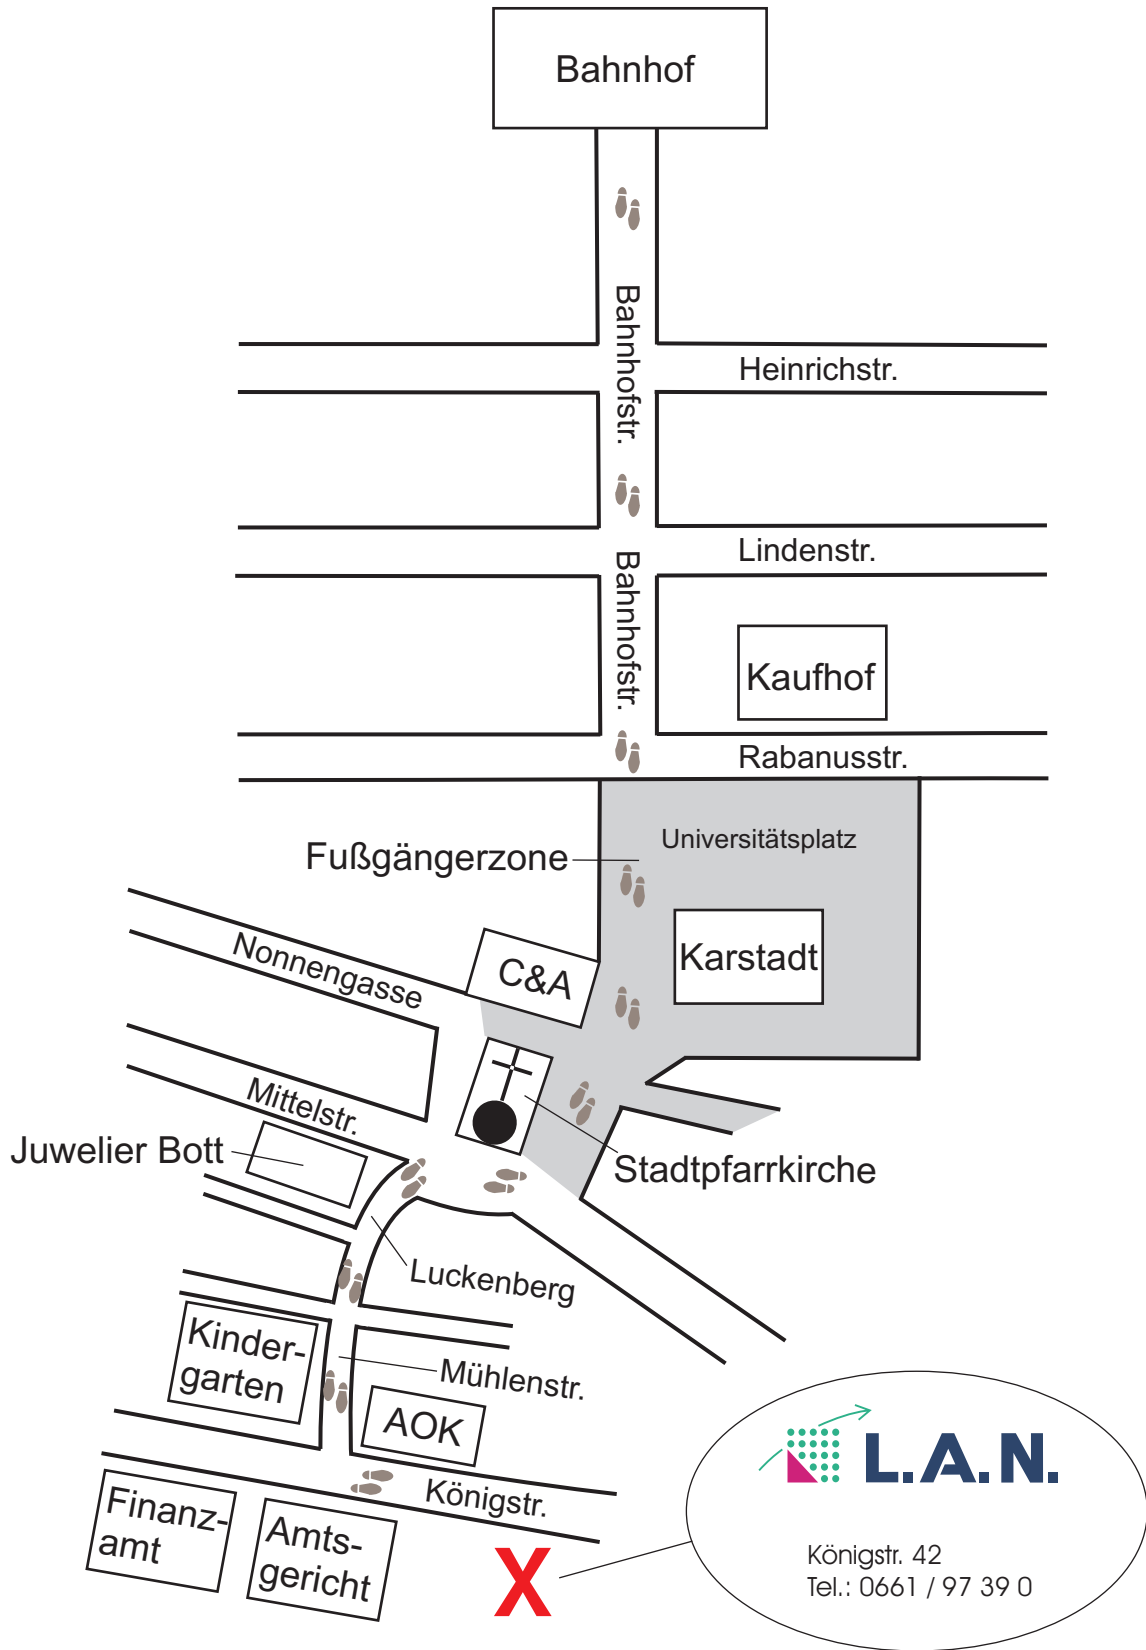 Bahnhof
Bahnhofstr.
Heinrichstr.
Lindenstr.
Bahnhofstr.
Kaufhof
Rabanusstr.
Universitätsplatz
Fußgängerzone
Karstadt
C&A
Nonnengasse
Mittelstr.
Juwelier Bott
Stadtpfarrkirche
Luckenberg
Kinder-
garten
Mühlenstr.
AOK
Königstr.
Finanz-
amt
Amts-
gericht
X
L.A.N.
Königstr. 42
Tel.: 0661 / 97 39 0